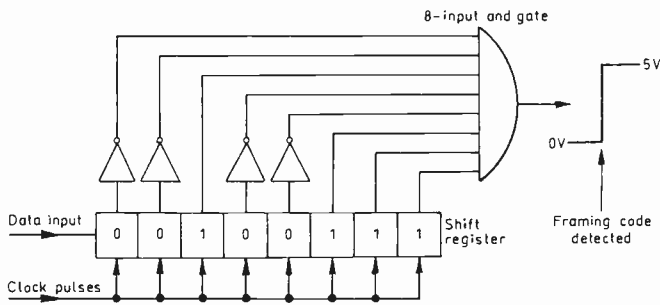 8-input and gate
5V
0V
Data input
0 0 1 0 0 1 1 1
Shift
register
Framing code
detected
Clock pulses